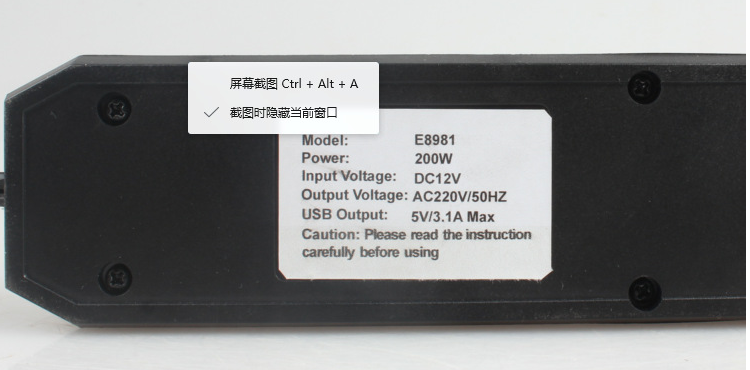 屏幕截图 Ctrl + Alt + A
截图时隐藏当前窗口
Model: E8981
Power: 200W
Input Voltage: DC12V
Output Voltage: AC220V/50HZ
USB Output: 5V/3.1A Max
Caution: Please read the instruction
carefully before using